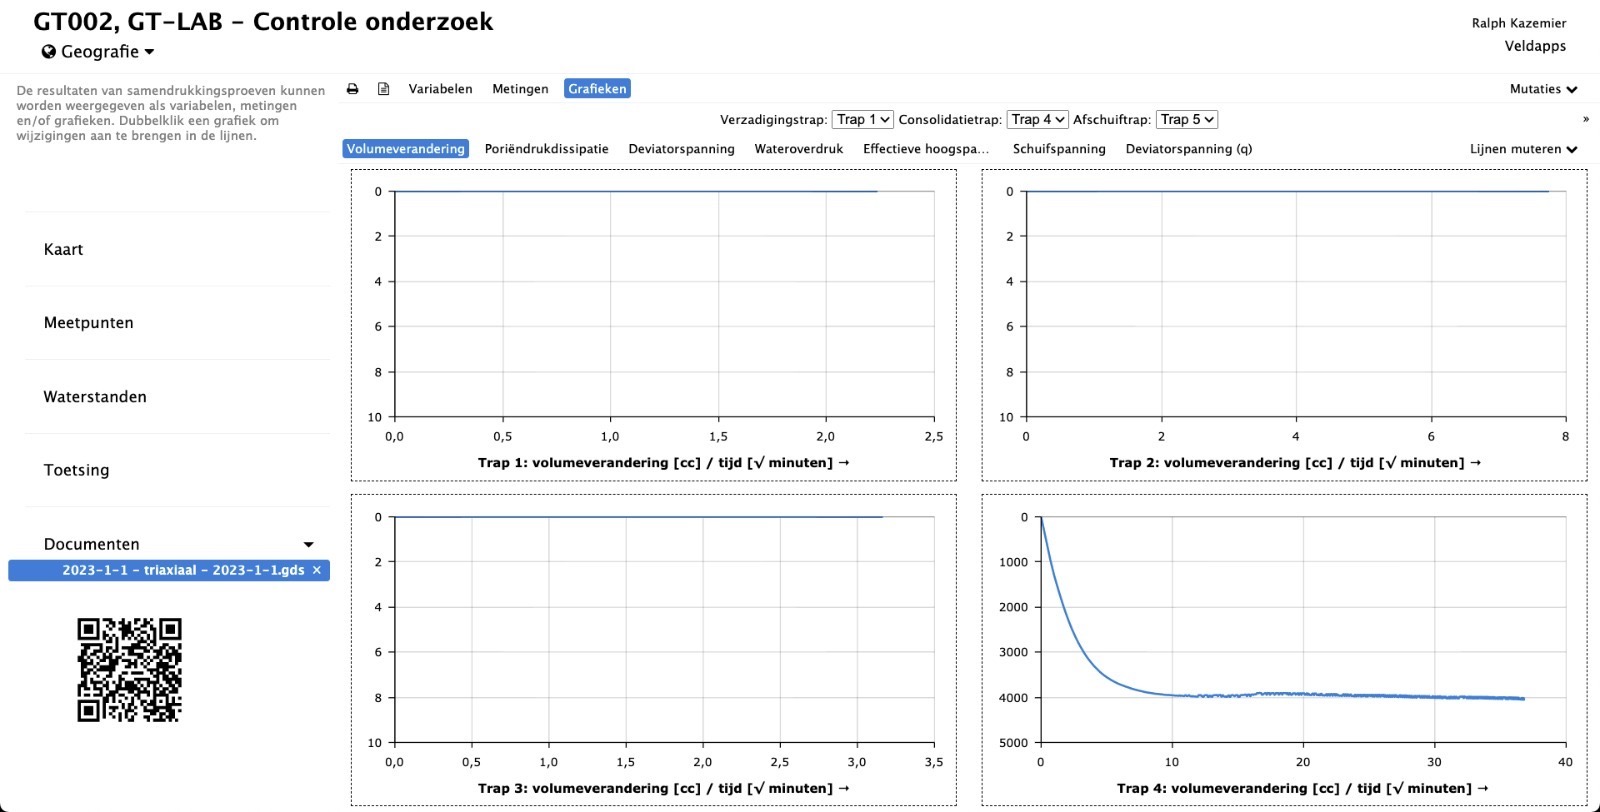 GT002, GT-LAB - Controle onderzoek
Ralph Kazemier
Geografie
Veldapps
De resultaten van samendrukkingsproeven kunnen
worden weergegeven als variabelen, metingen
en/of grafieken. Dubbelklik een grafiek om
wijzigingen aan te brengen in de lijnen.
Variabelen Metingen Grafieken Mutaties
Verzadigingstrap: Trap 1 Consolidatietrap: Trap 4 Afschuiftrap: Trap 5 »
Volumeverandering Poriëndrukdissipatie Deviatorspanning Wateroverdruk Effectieve hoogspa... Schuifspanning Deviatorspanning (q) Lijnen muteren
Kaart
Meetpunten
Waterstanden
Toetsing
Documenten
2023-1-1 - triaxiaal - 2023-1-1.gds ×
0
2
4
6
8
10
0,0 0,5 1,0 1,5 2,0 2,5
Trap 1: volumeverandering [cc] / tijd [√ minuten] →
0
2
4
6
8
10
0 2 4 6 8
Trap 2: volumeverandering [cc] / tijd [√ minuten] →
0
2
4
6
8
10
0,0 0,5 1,0 1,5 2,0 2,5 3,0 3,5
Trap 3: volumeverandering [cc] / tijd [√ minuten] →
0
1000
2000
3000
4000
5000
0 10 20 30 40
Trap 4: volumeverandering [cc] / tijd [√ minuten] →